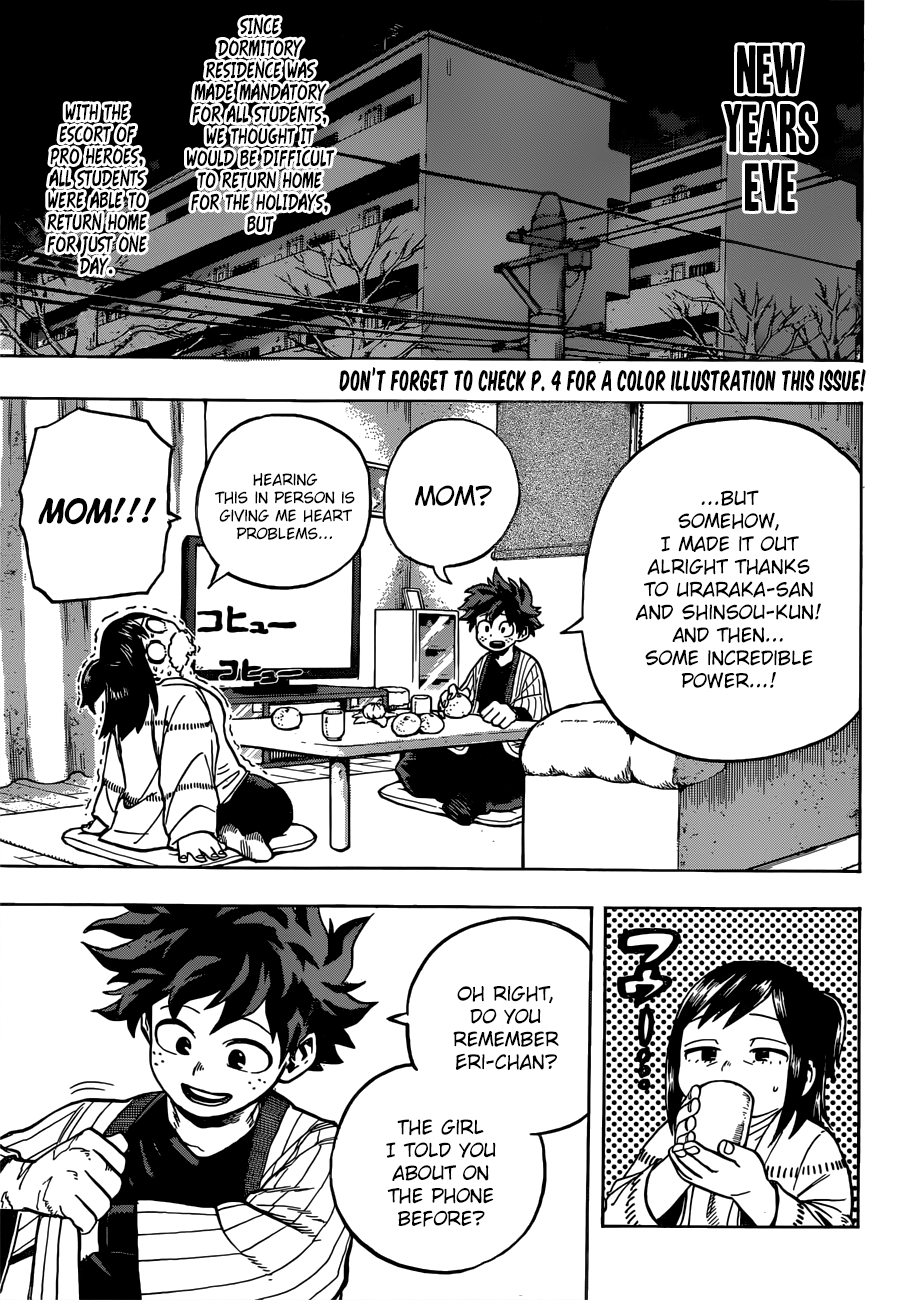 NEW
YEARS
EVE
SINCE
DORMITORY
RESIDENCE WAS
MADE MANDATORY
FOR ALL STUDENTS,
WE THOUGHT IT
WOULD BE DIFFICULT
TO RETURN HOME
FOR THE HOLIDAYS,
BUT
WITH THE
ESCORT OF
PRO HEROES,
ALL STUDENTS
WERE ABLE TO
RETURN HOME
FOR JUST ONE
DAY.
DON'T FORGET TO CHECK P. 4 FOR A COLOR ILLUSTRATION THIS ISSUE!
...BUT
SOMEHOW,
I MADE IT OUT
ALRIGHT THANKS
TO URARAKA-SAN
AND SHINSOU-KUN!
AND THEN...
SOME INCREDIBLE
POWER...!
MOM?
HEARING
THIS IN PERSON IS
GIVING ME HEART
PROBLEMS...
MOM!!!
コヒュー
コヒュー
OH RIGHT,
DO YOU
REMEMBER
ERI-CHAN?
THE GIRL
I TOLD YOU
ABOUT ON
THE PHONE
BEFORE?